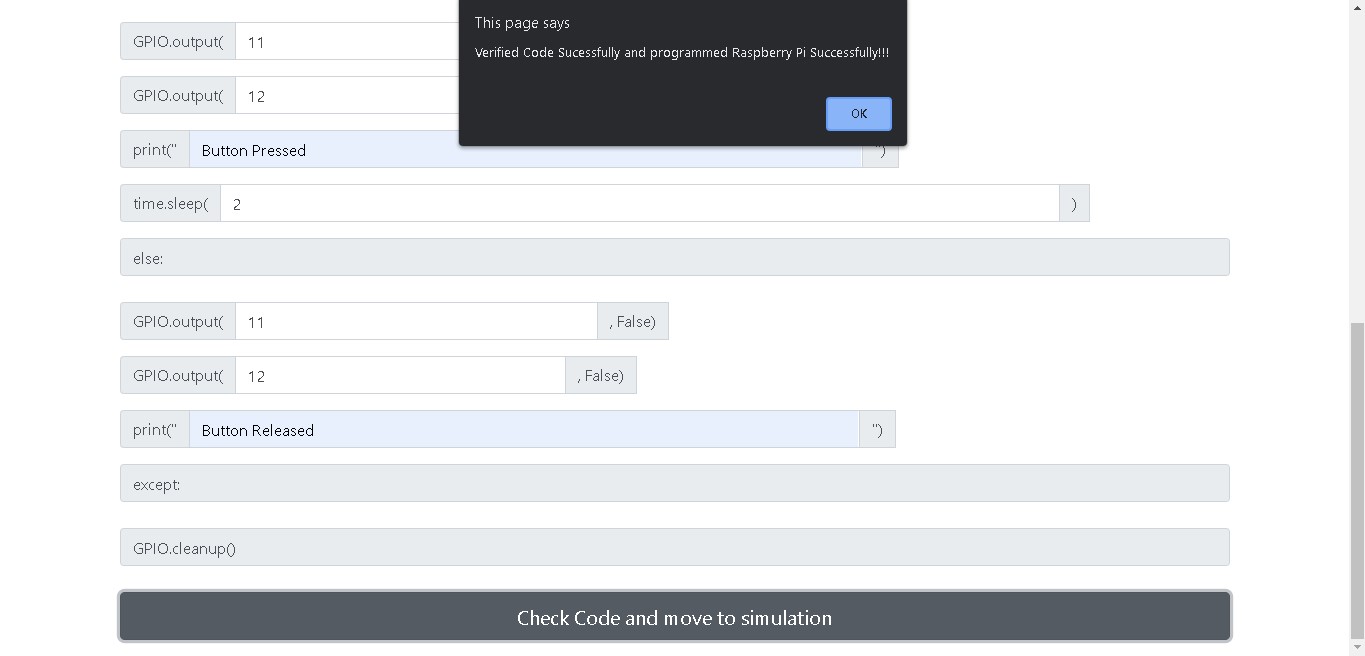 This page says
Verified Code Sucessfully and programmed Raspberry Pi Successfully!!!
OK
GPIO.output( 11
GPIO.output( 12
print(" Button Pressed ")
time.sleep( 2 )
else:
GPIO.output( 11 , False)
GPIO.output( 12 , False)
print(" Button Released ")
except:
GPIO.cleanup()
Check Code and move to simulation